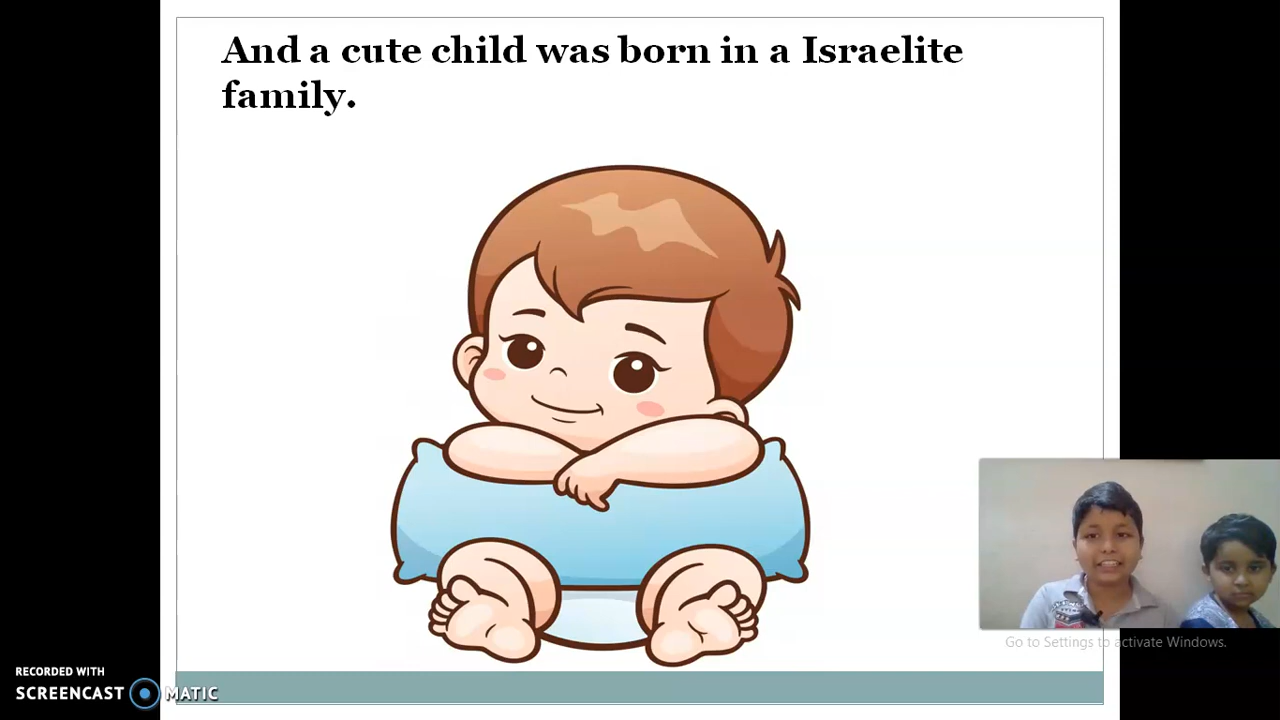 And a cute child was born in a Israelite
family.
Go to Settings to activate Windows.
RECORDED WITH
SCREENCAST MATIC